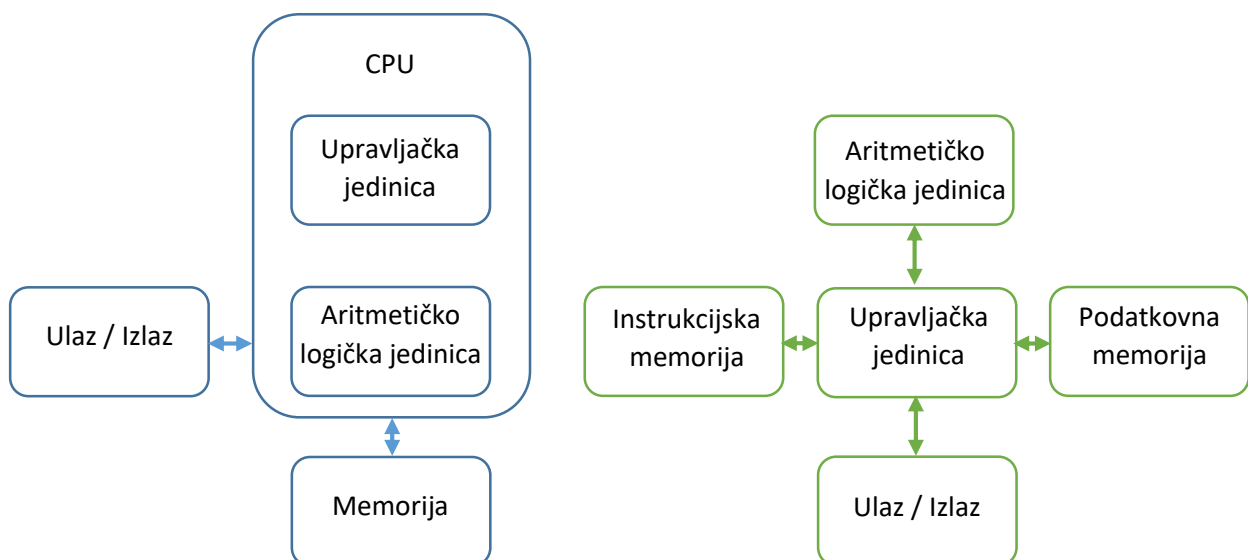 CPU
Upravljačka
jedinica
Aritmetičko
logička jedinica
Ulaz / Izlaz
Memorija
Aritmetičko
logička jedinica
Instrukcijska
memorija
Upravljačka
jedinica
Podatkovna
memorija
Ulaz / Izlaz